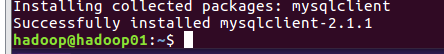 Installing collected packages: mysqlclient
Successfully installed mysqlclient-2.1.1
hadoop@hadoop01:~$